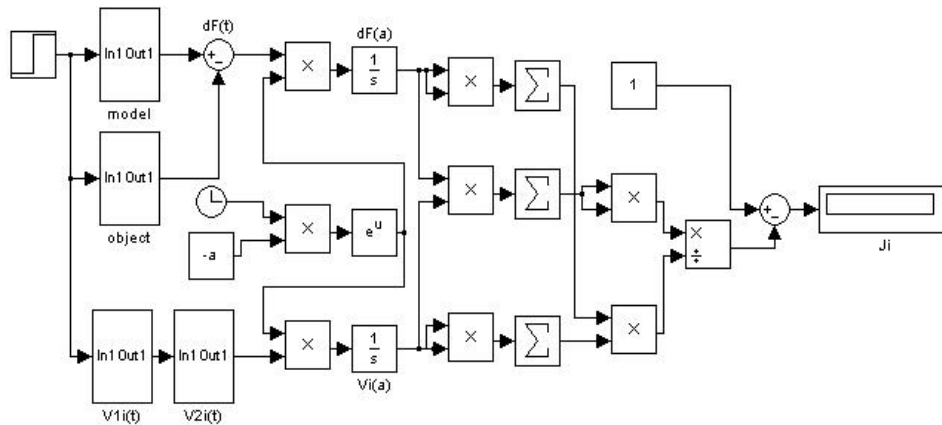 dF(t)
dF(a)
In1 Out1
+
−
×
1
s
×
∑
1
model
In1 Out1
×
∑
×
+
−
object
×
e^u
-a
×
÷
Ji
In1 Out1
In1 Out1
×
1
s
×
∑
×
V1i(t)
V2i(t)
Vi(a)